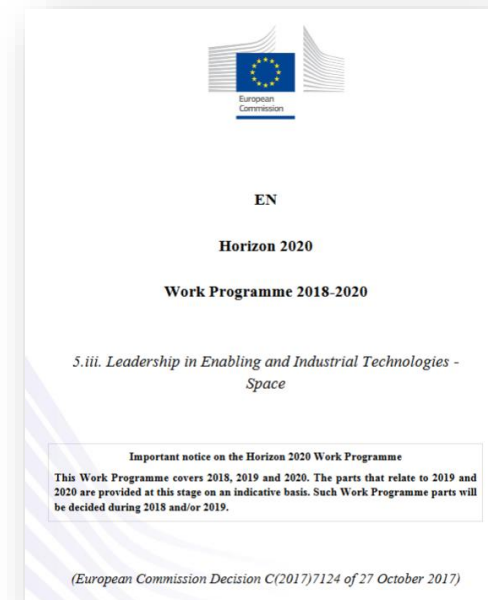 European
Commission
EN
Horizon 2020
Work Programme 2018-2020
5.iii. Leadership in Enabling and Industrial Technologies -
Space
Important notice on the Horizon 2020 Work Programme
This Work Programme covers 2018, 2019 and 2020. The parts that relate to 2019 and
2020 are provided at this stage on an indicative basis. Such Work Programme parts will
be decided during 2018 and/or 2019.
(European Commission Decision C(2017)7124 of 27 October 2017)